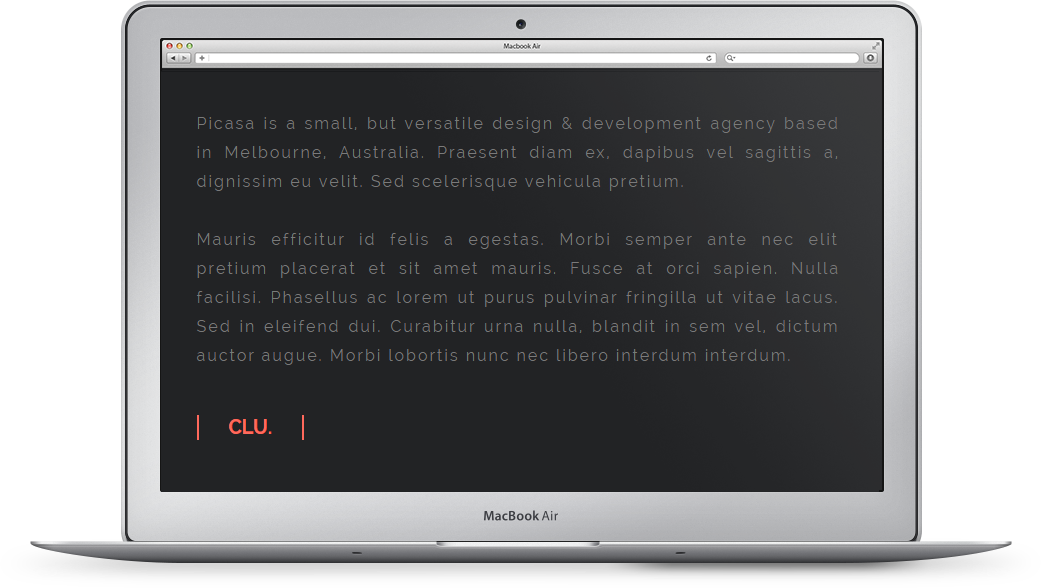 Macbook Air
Picasa is a small, but versatile design & development agency based
in Melbourne, Australia. Praesent diam ex, dapibus vel sagittis a,
dignissim eu velit. Sed scelerisque vehicula pretium.
Mauris efficitur id felis a egestas. Morbi semper ante nec elit
pretium placerat et sit amet mauris. Fusce at orci sapien. Nulla
facilisi. Phasellus ac lorem ut purus pulvinar fringilla ut vitae lacus.
Sed in eleifend dui. Curabitur urna nulla, blandit in sem vel, dictum
auctor augue. Morbi lobortis nunc nec libero interdum interdum.
CLU.
MacBook Air